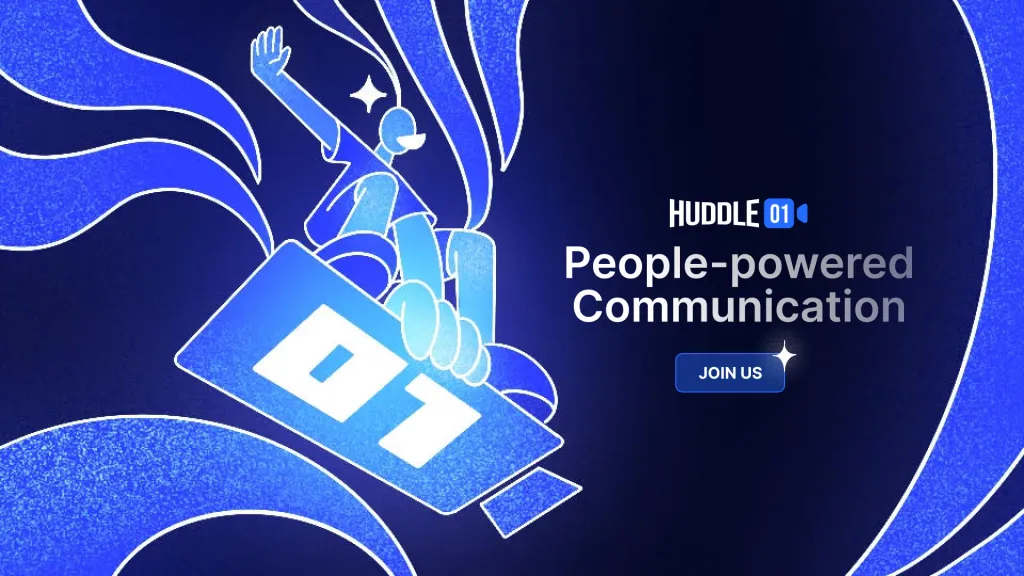 01
HUDDLE 01
People-powered
Communication
JOIN US